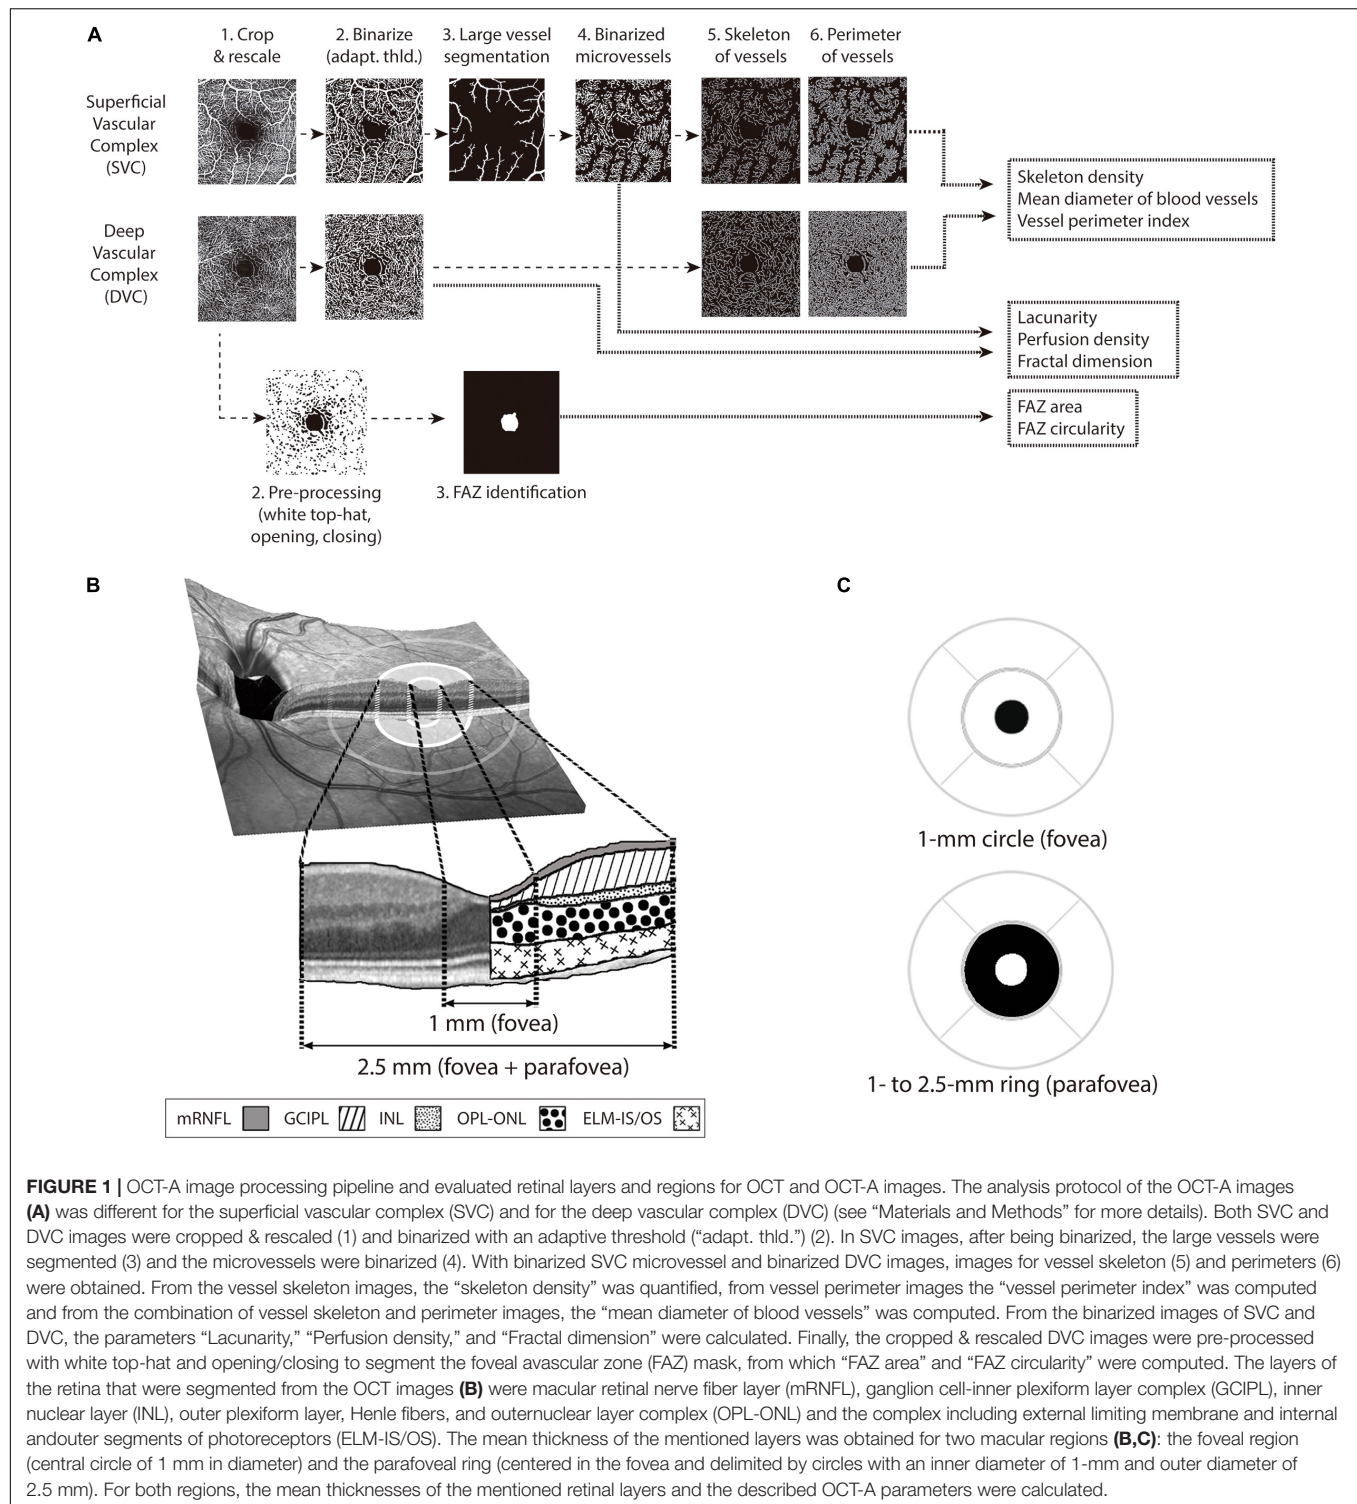 A
1. Crop
& rescale
2. Binarize
(adapt. thld.)
3. Large vessel
segmentation
4. Binarized
microvessels
5. Skeleton
of vessels
6. Perimeter
of vessels
Superficial
Vascular
Complex
(SVC)
Deep
Vascular
Complex
(DVC)
Skeleton density
Mean diameter of blood vessels
Vessel perimeter index
Lacunarity
Perfusion density
Fractal dimension
FAZ area
FAZ circularity
2. Pre-processing
(white top-hat,
opening, closing)
3. FAZ identification
B
1 mm (fovea)
2.5 mm (fovea + parafovea)
mRNFL GCIPL INL OPL-ONL ELM-IS/OS
C
1-mm circle (fovea)
1- to 2.5-mm ring (parafovea)
FIGURE 1 | OCT-A image processing pipeline and evaluated retinal layers and regions for OCT and OCT-A images. The analysis protocol of the OCT-A images
(A) was different for the superficial vascular complex (SVC) and for the deep vascular complex (DVC) (see “Materials and Methods” for more details). Both SVC and
DVC images were cropped & rescaled (1) and binarized with an adaptive threshold (“adapt. thld.”) (2). In SVC images, after being binarized, the large vessels were
segmented (3) and the microvessels were binarized (4). With binarized SVC microvessel and binarized DVC images, images for vessel skeleton (5) and perimeters (6)
were obtained. From the vessel skeleton images, the “skeleton density” was quantified, from vessel perimeter images the “vessel perimeter index” was computed
and from the combination of vessel skeleton and perimeter images, the “mean diameter of blood vessels” was computed. From the binarized images of SVC and
DVC, the parameters “Lacunarity,” “Perfusion density,” and “Fractal dimension” were calculated. Finally, the cropped & rescaled DVC images were pre-processed
with white top-hat and opening/closing to segment the foveal avascular zone (FAZ) mask, from which “FAZ area” and “FAZ circularity” were computed. The layers of
the retina that were segmented from the OCT images (B) were macular retinal nerve fiber layer (mRNFL), ganglion cell-inner plexiform layer complex (GCIPL), inner
nuclear layer (INL), outer plexiform layer, Henle fibers, and outernuclear layer complex (OPL-ONL) and the complex including external limiting membrane and internal
andouter segments of photoreceptors (ELM-IS/OS). The mean thickness of the mentioned layers was obtained for two macular regions (B,C): the foveal region
(central circle of 1 mm in diameter) and the parafoveal ring (centered in the fovea and delimited by circles with an inner diameter of 1-mm and outer diameter of
2.5 mm). For both regions, the mean thicknesses of the mentioned retinal layers and the described OCT-A parameters were calculated.